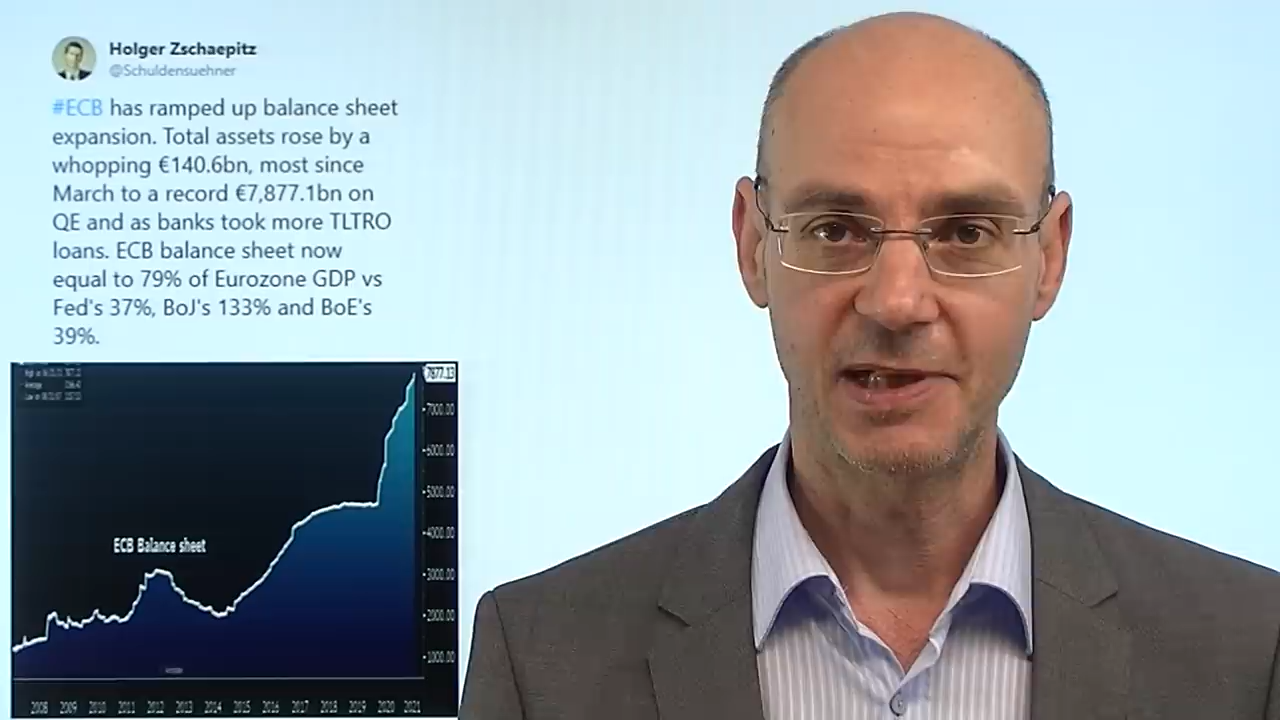 Holger Zschaepitz
@Schuldensuehner
#ECB has ramped up balance sheet
expansion. Total assets rose by a
whopping €140.6bn, most since
March to a record €7,877.1bn on
QE and as banks took more TLTRO
loans. ECB balance sheet now
equal to 79% of Eurozone GDP vs
Fed's 37%, BoJ's 133% and BoE's
39%.
7877.13
Average
7000.00
6000.00
5000.00
4000.00
ECB Balance sheet
3000.00
2000.00
1000.00
2008 2009 2010 2011 2012 2013 2014 2015 2016 2017 2018 2019 2020 2021